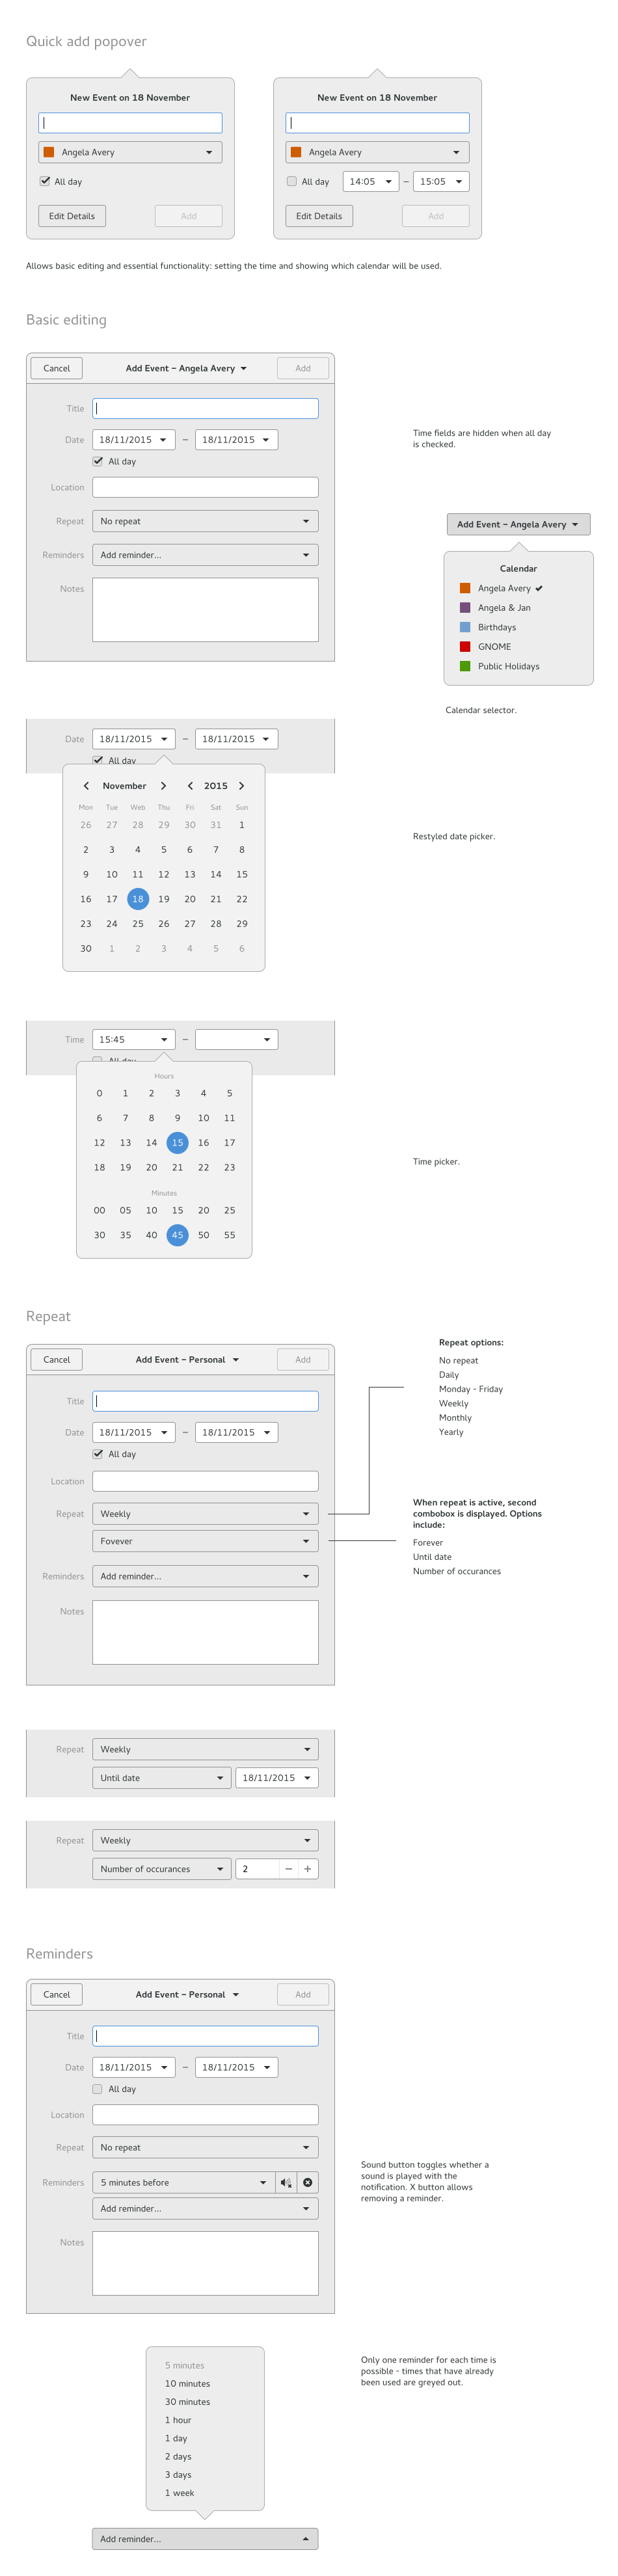 Quick add popover
New Event on 18 November
Angela Avery
All day
Edit Details Add
New Event on 18 November
Angela Avery
All day 14:05 – 15:05
Edit Details Add
Allows basic editing and essential functionality: setting the time and showing which calendar will be used.
Basic editing
Cancel Add Event – Angela Avery Add
Title
Date 18/11/2015 – 18/11/2015
All day
Location
Repeat No repeat
Reminders Add reminder...
Notes
Time fields are hidden when all day
is checked.
Add Event – Angela Avery
Calendar
Angela Avery
Angela & Jan
Birthdays
GNOME
Public Holidays
Calendar selector.
Date 18/11/2015 – 18/11/2015
All day
November 2015
Mon Tue Web Thu Fri Sat Sun
26 27 28 29 30 31 1
2 3 4 5 6 7 8
9 10 11 12 13 14 15
16 17 18 19 20 21 22
23 24 25 26 27 28 29
30 1 2 3 4 5 6
Restyled date picker.
Time 15:45 –
All day
Hours
0 1 2 3 4 5
6 7 8 9 10 11
12 13 14 15 16 17
18 19 20 21 22 23
Minutes
00 05 10 15 20 25
30 35 40 45 50 55
Time picker.
Repeat
Cancel Add Event – Personal Add
Title
Date 18/11/2015 – 18/11/2015
All day
Location
Repeat Weekly
Fovever
Reminders Add reminder...
Notes
Repeat options:
No repeat
Daily
Monday - Friday
Weekly
Monthly
Yearly
When repeat is active, second
combobox is displayed. Options
include:
Forever
Until date
Number of occurances
Repeat Weekly
Until date 18/11/2015
Repeat Weekly
Number of occurances 2 – +
Reminders
Cancel Add Event – Personal Add
Title
Date 18/11/2015 – 18/11/2015
All day
Location
Repeat No repeat
Reminders 5 minutes before
Add reminder...
Notes
Sound button toggles whether a
sound is played with the
notification. X button allows
removing a reminder.
5 minutes
10 minutes
30 minutes
1 hour
1 day
2 days
3 days
1 week
Add reminder...
Only one reminder for each time is
possible - times that have already
been used are greyed out.